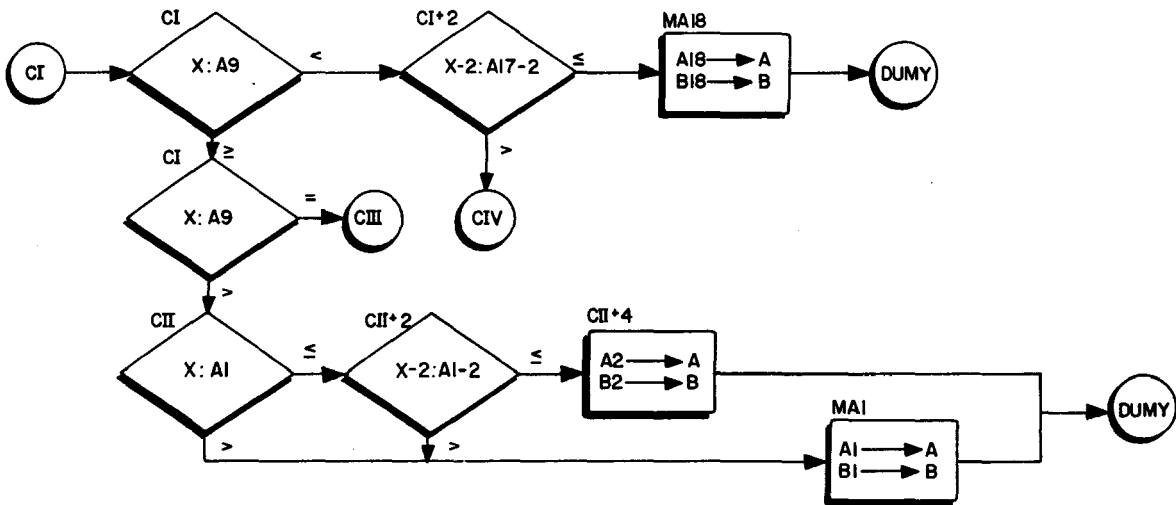 CI
CI
X:A9
<
CI+2
X-2:A17-2
≤
MA18
A18 → A
B18 → B
DUMY
≥
>
CI
X:A9
=
CIII
CIV
>
CII
X:A1
≤
CII+2
X-2:A1-2
≤
CII+4
A2 → A
B2 → B
DUMY
>
>
MA1
A1 → A
B1 → B